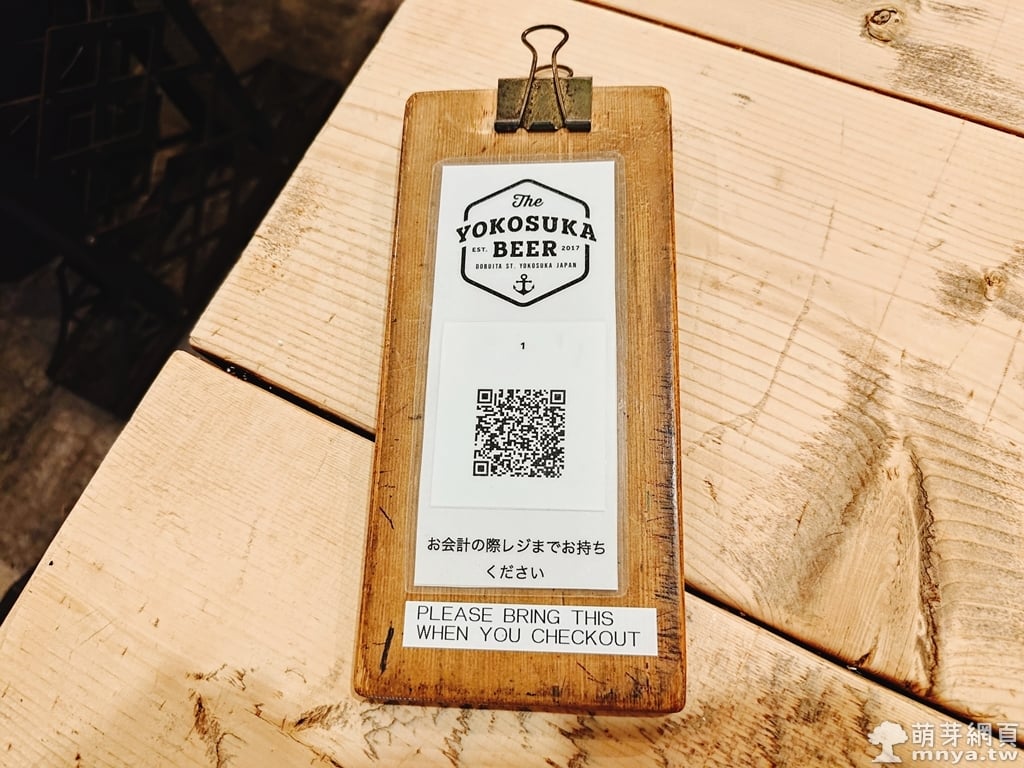 The
YOKOSUKA
EST. BEER 2017
DOBUITA ST. YOKOSUKA JAPAN
1
お会計の際レジまでお持ち
ください
PLEASE BRING THIS
WHEN YOU CHECKOUT
萌芽網頁
mnya.tw